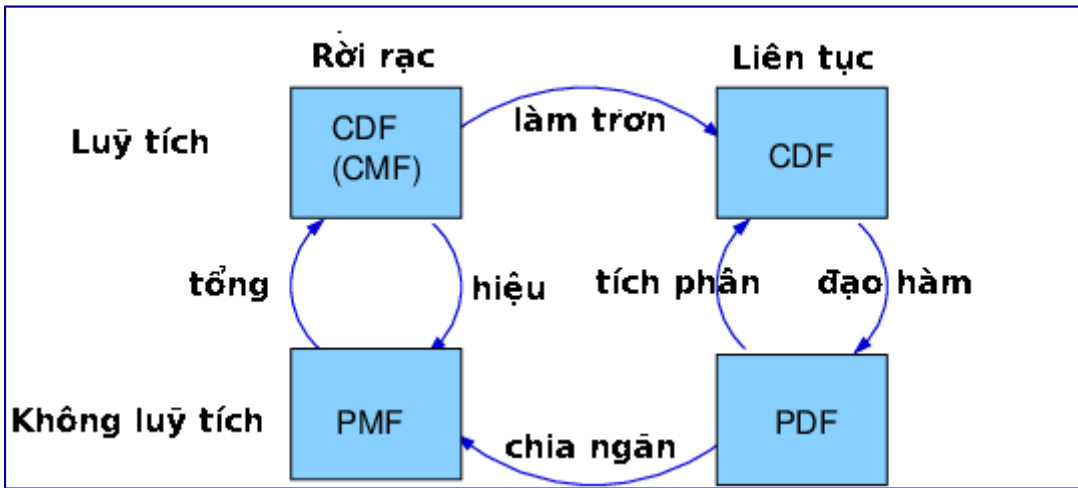 Rời rạc
Liên tục
Luỹ tích
CDF
(CMF)
làm trơn
CDF
tổng
hiệu
tích phân
đạo hàm
Không luỹ tích
PMF
chia ngăn
PDF